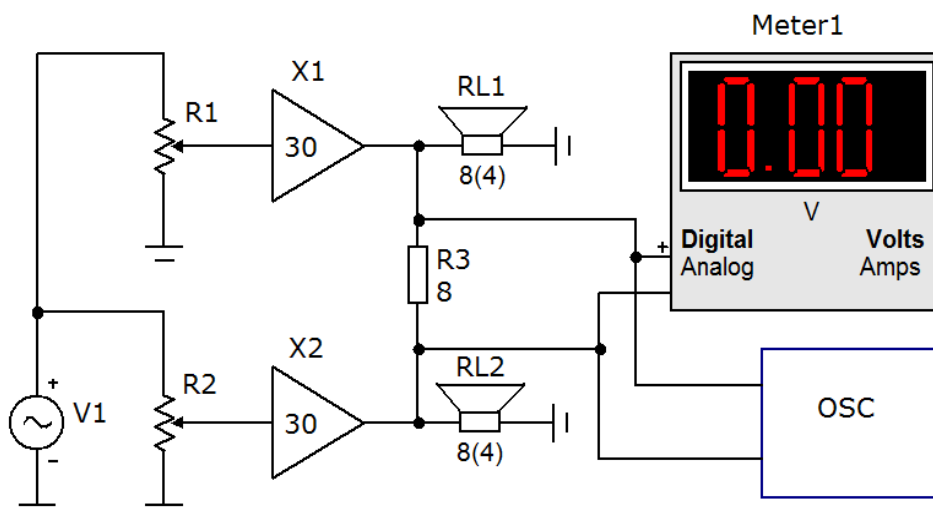 Meter1
X1
RL1
R1
30
8(4)
0.00
V
+
Digital
Volts
Analog
Amps
R3
8
X2
RL2
R2
+
V1
-
30
8(4)
OSC